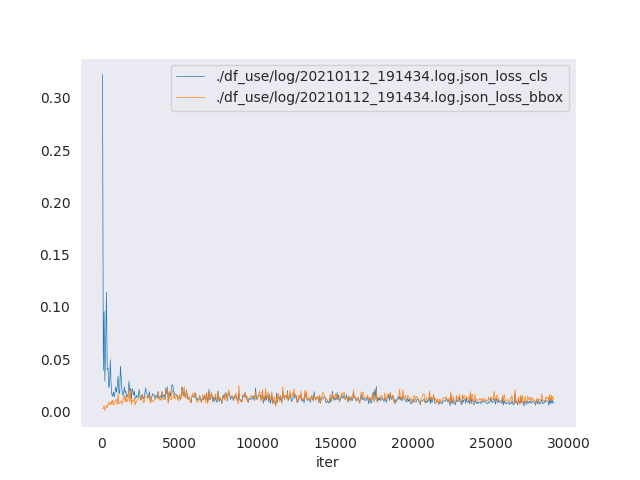 ./df_use/log/20210112_191434.log.json_loss_cls
./df_use/log/20210112_191434.log.json_loss_bbox
0.30
0.25
0.20
0.15
0.10
0.05
0.00
0 5000 10000 15000 20000 25000 30000
iter